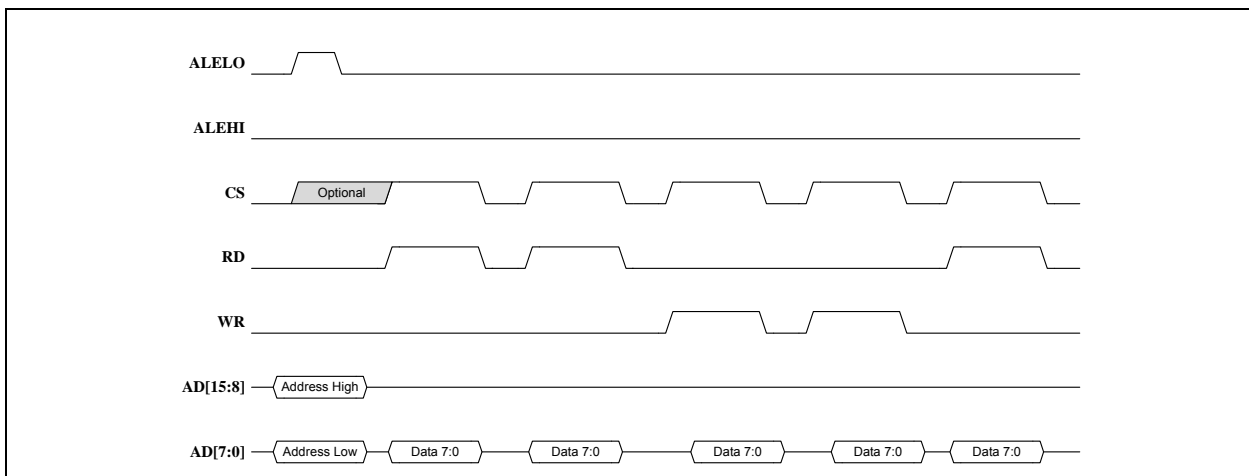 ALELO
ALEHI
CS Optional
RD
WR
AD[15:8] Address High
AD[7:0] Address Low Data 7:0 Data 7:0 Data 7:0 Data 7:0 Data 7:0